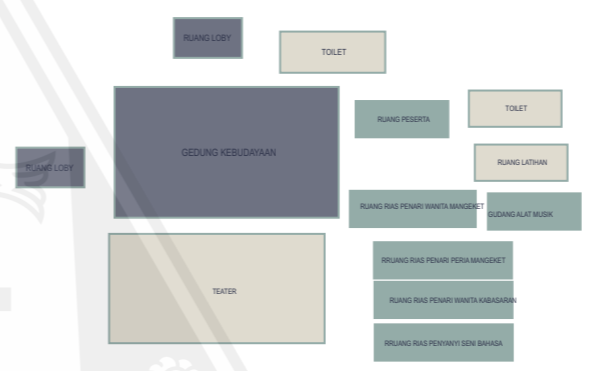 RUANG LOBY
TOILET
GEDUNG KEBUDAYAAN
RUANG PESERTA
TOILET
RUANG LATIHAN
RUANG LOBY
RUANG RIAS PENARI WANITA MANGEKET
GUDANG ALAT MUSIK
TEATER
RRUANG RIAS PENARI PERIA MANGEKET
RUANG RIAS PENARI WANITA KABASARAN
RRUANG RIAS PENYANYI SENI BAHASA